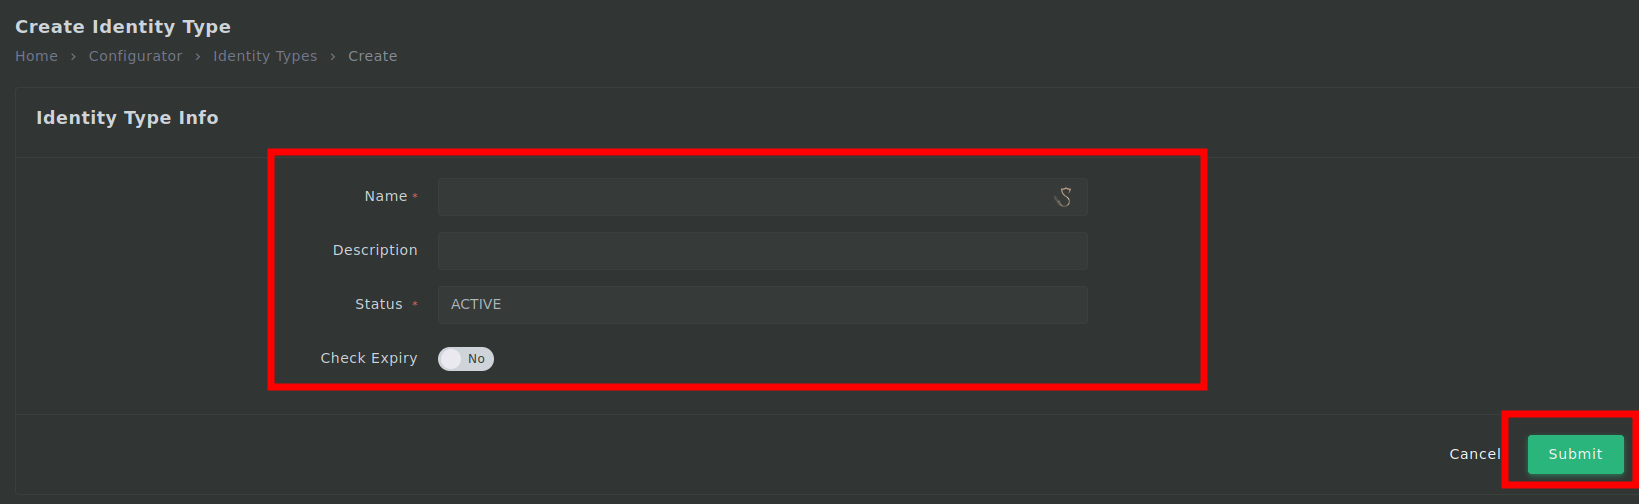 Create Identity Type
Home › Configurator › Identity Types › Create
Identity Type Info
Name *
Description
Status * ACTIVE
Check Expiry No
Cancel Submit